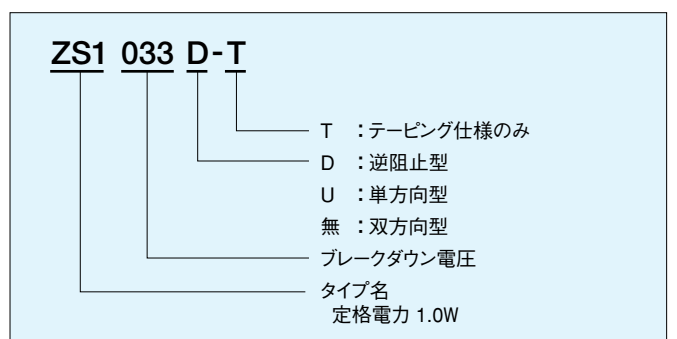 ZS1 033 D-T
T :テーピング仕様のみ
D :逆阻止型
U :単方向型
無 :双方向型
ブレークダウン電圧
タイプ名
定格電力 1.0W